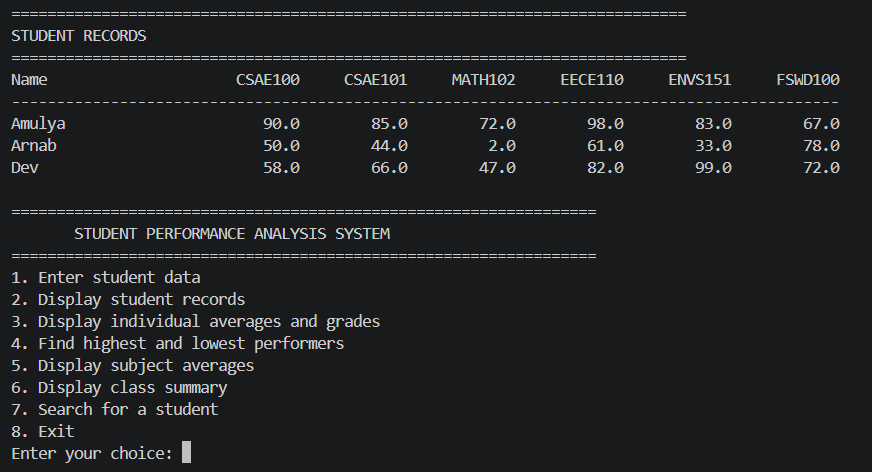 ===========================================================================
STUDENT RECORDS
===========================================================================
Name                     CSAE100     CSAE101     MATH102     EECE110     ENVS151     FSWD100
--------------------------------------------------------------------------------------------
Amulya                      90.0        85.0        72.0        98.0        83.0        67.0
Arnab                       50.0        44.0         2.0        61.0        33.0        78.0
Dev                         58.0        66.0        47.0        82.0        99.0        72.0

=================================================================
       STUDENT PERFORMANCE ANALYSIS SYSTEM
=================================================================
1. Enter student data
2. Display student records
3. Display individual averages and grades
4. Find highest and lowest performers
5. Display subject averages
6. Display class summary
7. Search for a student
8. Exit
Enter your choice: